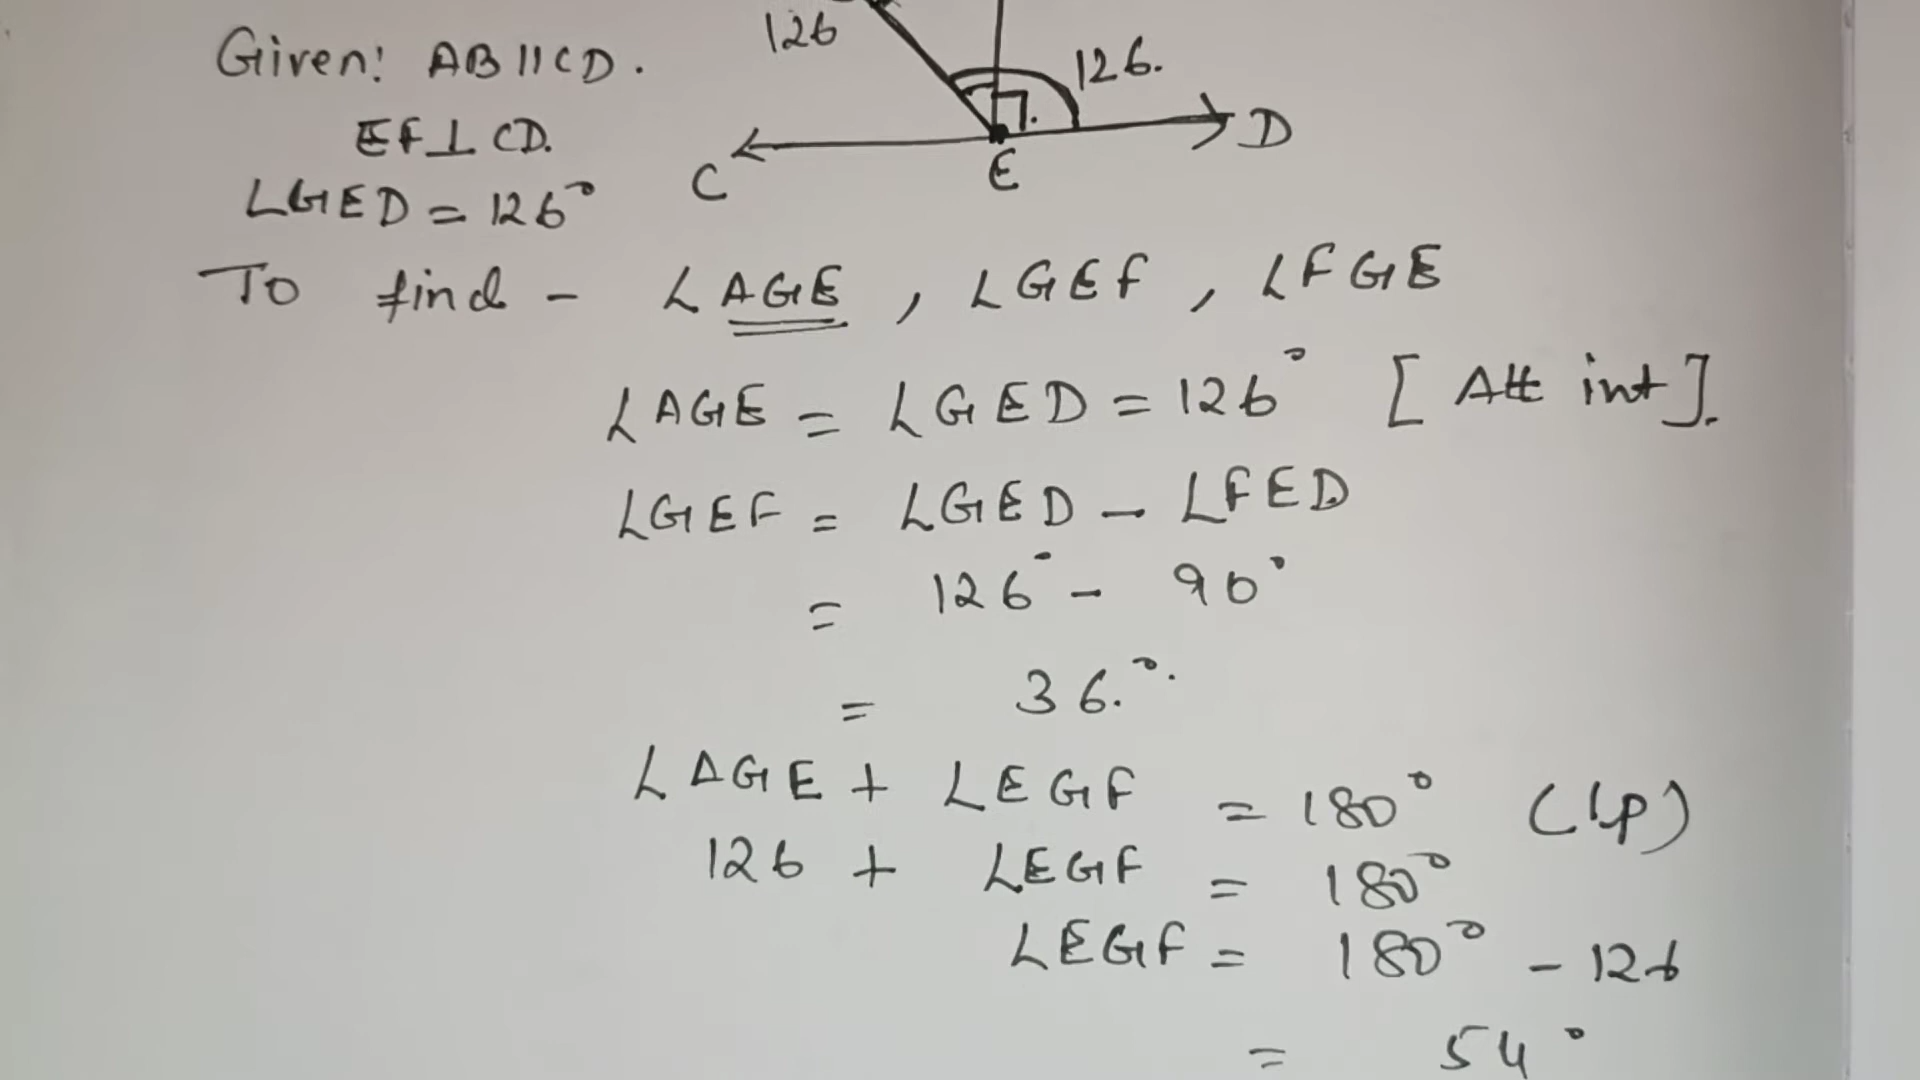 126
126.
Given: AB || CD.
EF ⊥ CD.
∠GED = 126°
C
E
D
To find - ∠AGE, ∠GEF, ∠FGE
∠AGE = ∠GED = 126° [Alt int].
∠GEF = ∠GED - ∠FED
= 126° - 90°
= 36.°.
∠AGE + ∠EGF = 180° (LP)
126 + ∠EGF = 180°
∠EGF = 180° - 126
= 54°